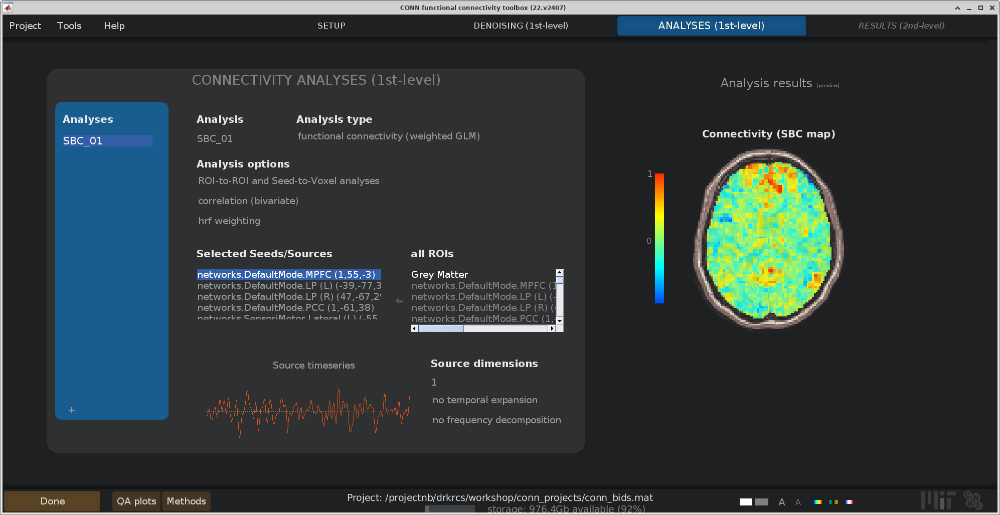 CONN functional connectivity toolbox (22.v2407)
Project Tools Help SETUP DENOISING (1st-level) ANALYSES (1st-level) RESULTS (2nd-level)
CONNECTIVITY ANALYSES (1st-level)
Analyses
SBC_01
+
Analysis Analysis type
SBC_01 functional connectivity (weighted GLM)
Analysis options
ROI-to-ROI and Seed-to-Voxel analyses
correlation (bivariate)
hrf weighting
Selected Seeds/Sources all ROIs
networks.DefaultMode.MPFC (1,55,-3) Grey Matter
networks.DefaultMode.LP (L) (-39,-77,3 networks.DefaultMode.MPFC (1
networks.DefaultMode.LP (R) (47,-67,29 networks.DefaultMode.LP (L) (-
networks.DefaultMode.PCC (1,-61,38) networks.DefaultMode.LP (R) (
networks.SensoriMotor.Lateral (L) (-55 networks.DefaultMode.PCC (1,
Source timeseries
Source dimensions
1
no temporal expansion
no frequency decomposition
Analysis results (preview)
Connectivity (SBC map)
1
0
Done QA plots Methods
Project: /projectnb/drkrcs/workshop/conn_projects/conn_bids.mat
storage: 976.4Gb available (92%)
A A
MIT
CNRL